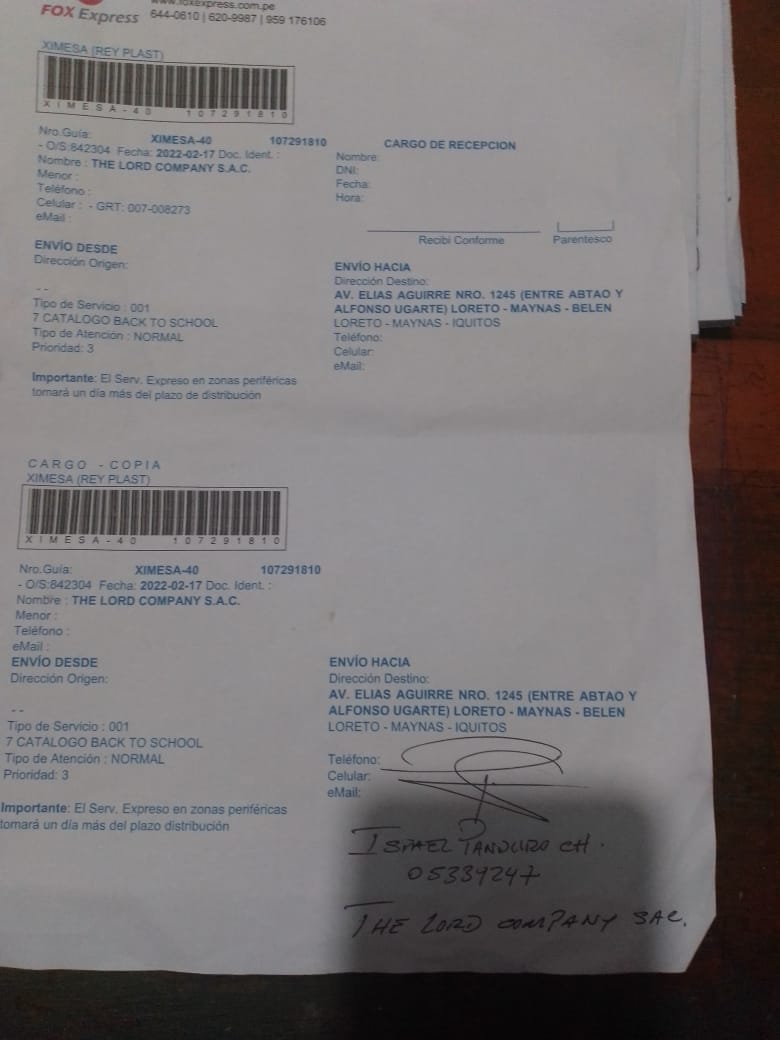 FOX Express
www.foxexpress.com.pe
644-0610 | 620-9987 | 959 176106
XIMESA (REY PLAST)
XIMESA-40 107291810
Nro.Guía: XIMESA-40 107291810
- O/S:842304 Fecha: 2022-02-17 Doc. Ident. :
Nombre : THE LORD COMPANY S.A.C.
Menor :
Teléfono :
Celular : - GRT: 007-008273
eMail :
CARGO DE RECEPCION
Nombre:
DNI:
Fecha:
Hora:
Recibi Conforme
Parentesco
ENVÍO DESDE
Dirección Origen:
- -
Tipo de Servicio : 001
7 CATALOGO BACK TO SCHOOL
Tipo de Atención : NORMAL
Prioridad: 3
ENVÍO HACIA
Dirección Destino:
AV. ELIAS AGUIRRE NRO. 1245 (ENTRE ABTAO Y
ALFONSO UGARTE) LORETO - MAYNAS - BELEN
LORETO - MAYNAS - IQUITOS
Teléfono:
Celular:
eMail:
Importante: El Serv. Expreso en zonas periféricas
tomará un día más del plazo de distribución
CARGO - COPIA
XIMESA (REY PLAST)
XIMESA-40 107291810
Nro.Guía: XIMESA-40 107291810
- O/S:842304 Fecha: 2022-02-17 Doc. Ident. :
Nombre : THE LORD COMPANY S.A.C.
Menor :
Teléfono :
eMail :
ENVÍO DESDE
Dirección Origen:
- -
Tipo de Servicio : 001
7 CATALOGO BACK TO SCHOOL
Tipo de Atención : NORMAL
Prioridad: 3
ENVÍO HACIA
Dirección Destino:
AV. ELIAS AGUIRRE NRO. 1245 (ENTRE ABTAO Y
ALFONSO UGARTE) LORETO - MAYNAS - BELEN
LORETO - MAYNAS - IQUITOS
Teléfono:
Celular:
eMail:
Importante: El Serv. Expreso en zonas periféricas
tomará un día más del plazo distribución
ISRAEL PANDURO CH.
05339247
THE LORD COMPANY SAC.